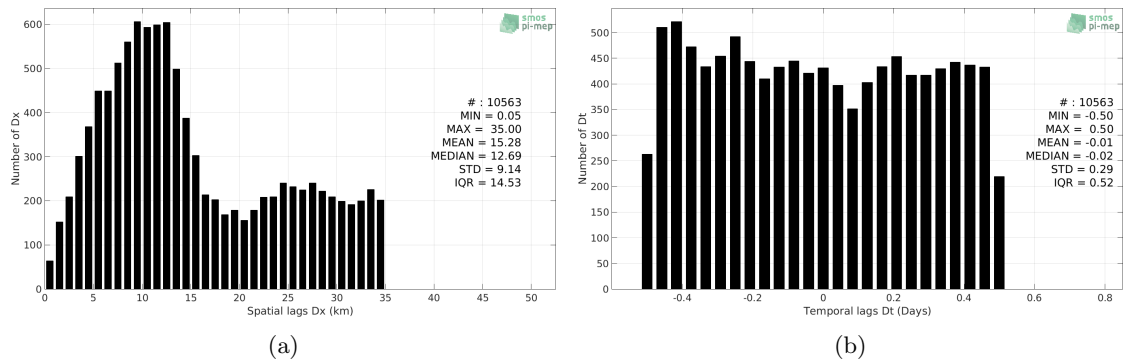 600
500
400
300
200
100
0
Number of Dx
0 5 10 15 20 25 30 35 40 45 50
Spatial lags Dx (km)
smos
pi-mep
# : 10563
MIN = 0.05
MAX = 35.00
MEAN = 15.28
MEDIAN = 12.69
STD = 9.14
IQR = 14.53
(a)
500
450
400
350
300
250
200
150
100
50
0
Number of Dt
-0.4 -0.2 0 0.2 0.4 0.6 0.8
Temporal lags Dt (Days)
smos
pi-mep
# : 10563
MIN = -0.50
MAX = 0.50
MEAN = -0.01
MEDIAN = -0.02
STD = 0.29
IQR = 0.52
(b)